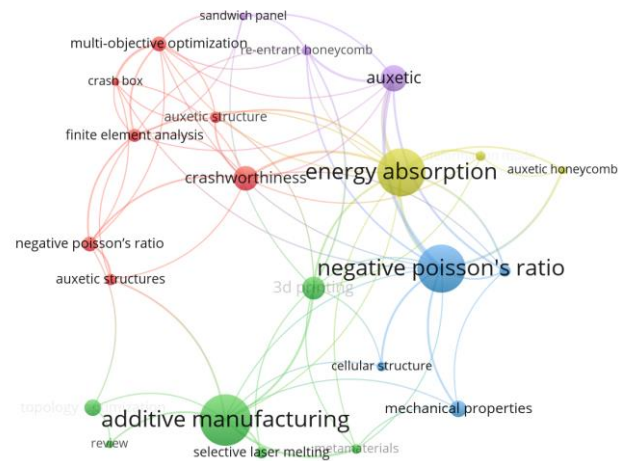 sandwich panel
multi-objective optimization
re-entrant honeycomb
auxetic
crash box
auxetic structure
finite element analysis
energy absorption
auxetic honeycomb
crashworthiness
negative poisson’s ratio
negative poisson's ratio
auxetic structures
3d printing
cellular structure
topology optimization
additive manufacturing
mechanical properties
review
selective laser melting
metamaterials